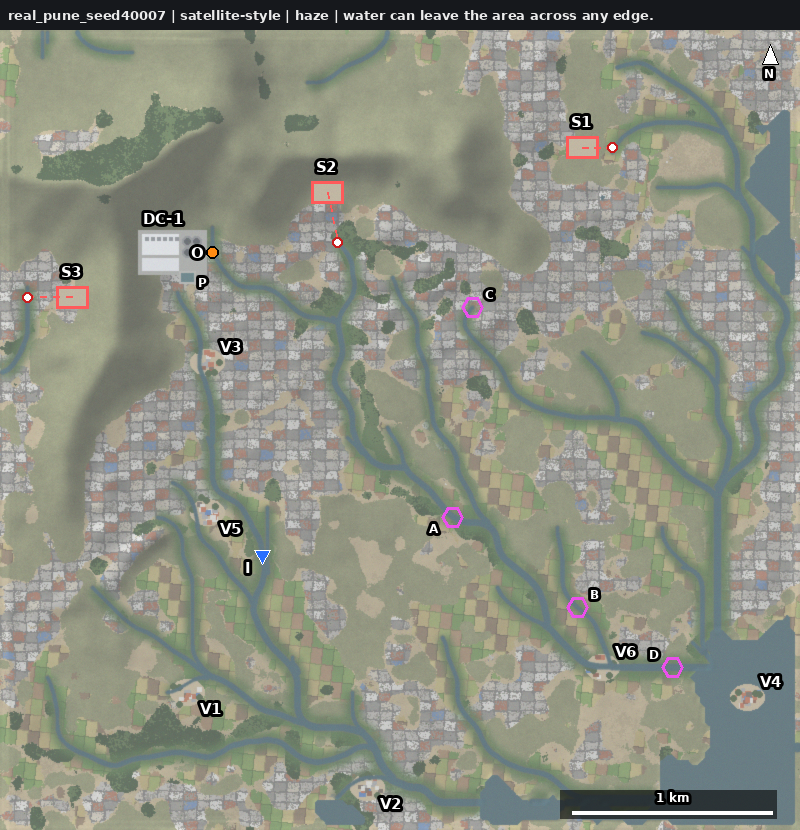 real_pune_seed40007 | satellite-style | haze | water can leave the area across any edge.
N
S1
S2
DC-1
O
S3
P
C
V3
V5
A
I
B
V6
D
V4
V1
V2
1 km